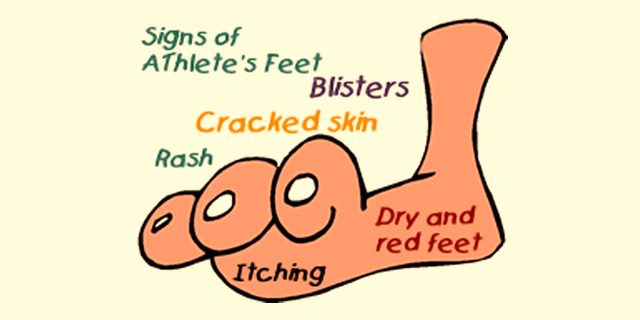 Signs of
AThlete's Feet
Blisters
Cracked skin
Rash
Dry and
red feet
Itching